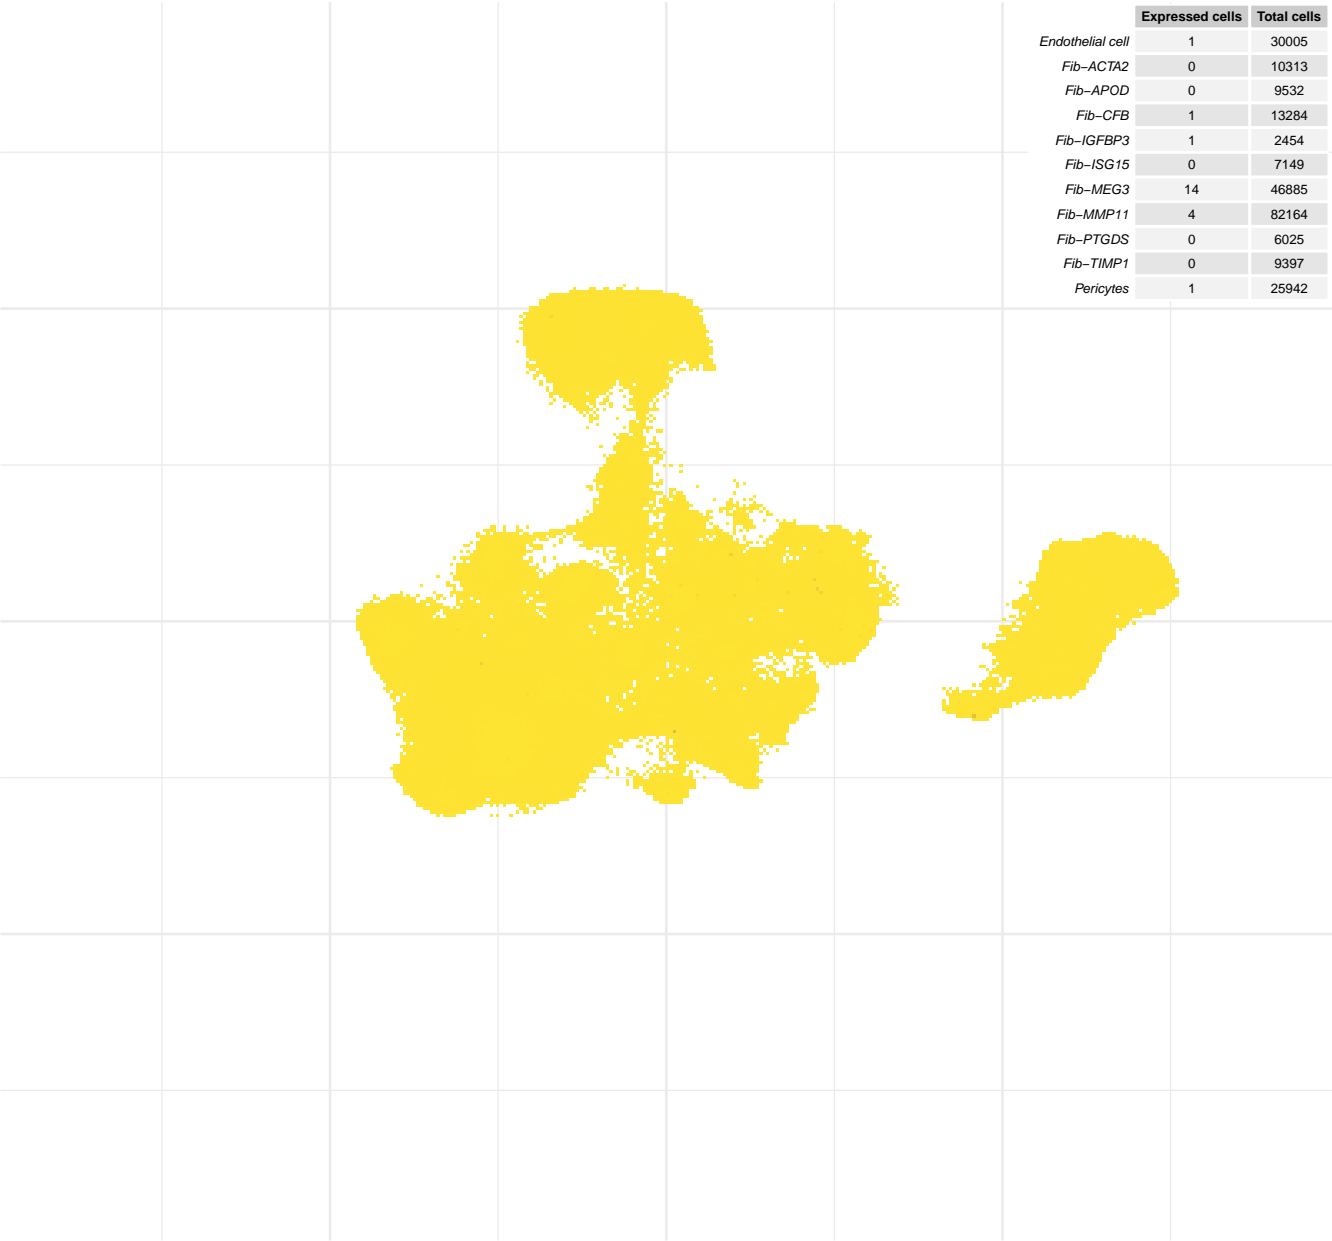 Expressed cells Total cells
Endothelial cell 1 30005
Fib−ACTA2 0 10313
Fib−APOD 0 9532
Fib−CFB 1 13284
Fib−IGFBP3 1 2454
Fib−ISG15 0 7149
Fib−MEG3 14 46885
Fib−MMP11 4 82164
Fib−PTGDS 0 6025
Fib−TIMP1 0 9397
Pericytes 1 25942